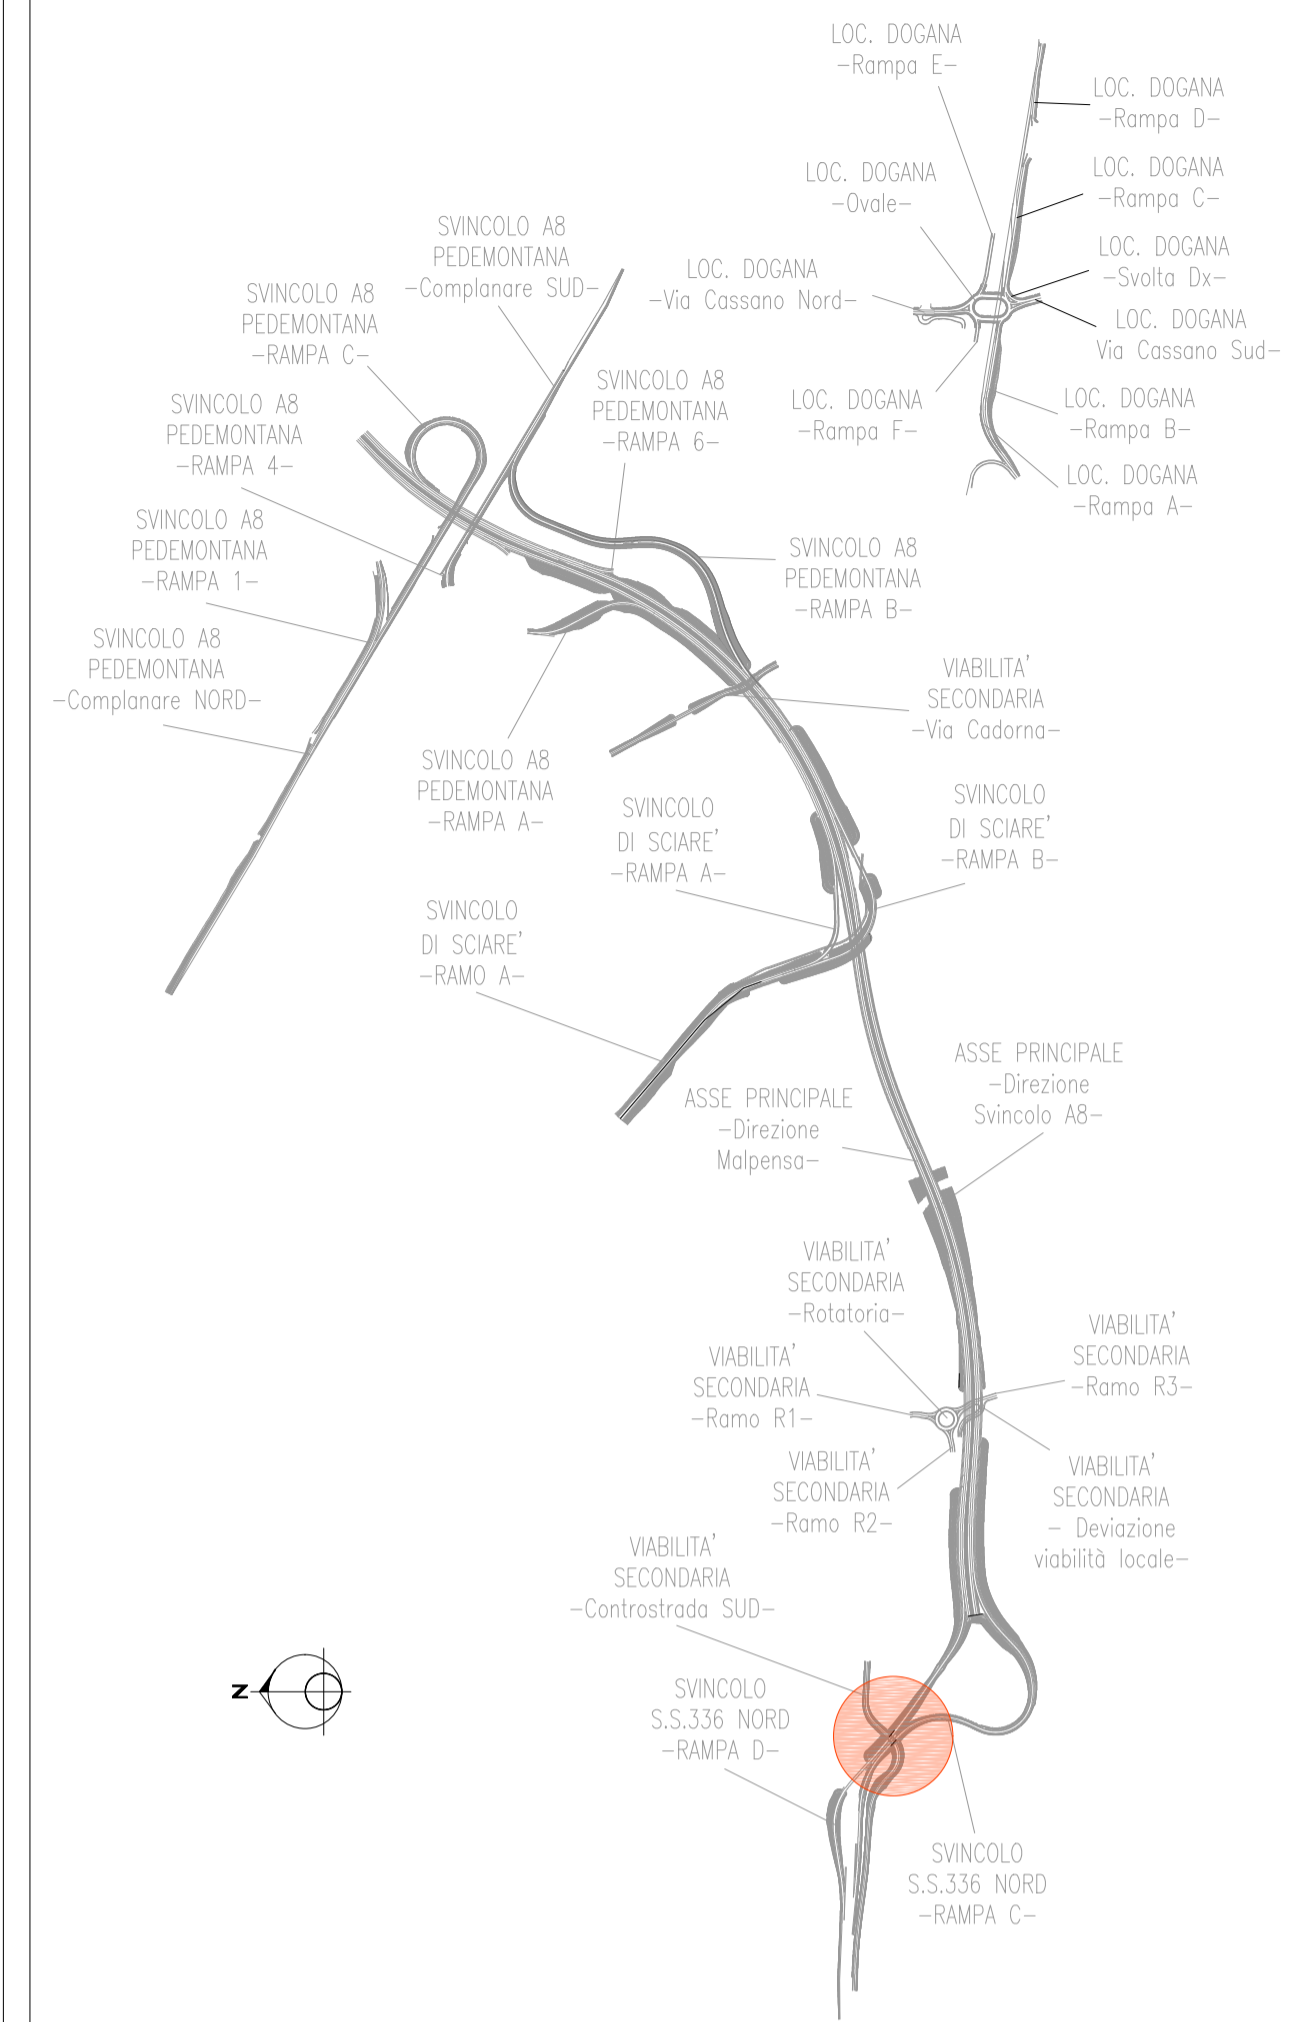 LOC. DOGANA
-Rampa E-
LOC. DOGANA
-Rampa D-
LOC. DOGANA
-Ovale-
LOC. DOGANA
-Rampa C-
SVINCOLO A8
PEDEMONTANA
-Complanare SUD-
LOC. DOGANA
-Svolta Dx-
LOC. DOGANA
-Via Cassano Nord-
SVINCOLO A8
PEDEMONTANA
-RAMPA C-
LOC. DOGANA
Via Cassano Sud-
SVINCOLO A8
PEDEMONTANA
-RAMPA 6-
LOC. DOGANA
-Rampa F-
LOC. DOGANA
-Rampa B-
SVINCOLO A8
PEDEMONTANA
-RAMPA 4-
LOC. DOGANA
-Rampa A-
SVINCOLO A8
PEDEMONTANA
-RAMPA 1-
SVINCOLO A8
PEDEMONTANA
-RAMPA B-
SVINCOLO A8
PEDEMONTANA
-Complanare NORD-
VIABILITA'
SECONDARIA
-Via Cadorna-
SVINCOLO A8
PEDEMONTANA
-RAMPA A-
SVINCOLO
DI SCIARE'
-RAMPA A-
SVINCOLO
DI SCIARE'
-RAMPA B-
SVINCOLO
DI SCIARE'
-RAMO A-
ASSE PRINCIPALE
-Direzione
Svincolo A8-
ASSE PRINCIPALE
-Direzione
Malpensa-
VIABILITA'
SECONDARIA
-Rotatoria-
VIABILITA'
SECONDARIA
-Ramo R3-
VIABILITA'
SECONDARIA
-Ramo R1-
VIABILITA'
SECONDARIA
-Ramo R2-
VIABILITA'
SECONDARIA
- Deviazione
viabilità locale-
VIABILITA'
SECONDARIA
-Controstrada SUD-
N
SVINCOLO
S.S.336 NORD
-RAMPA D-
SVINCOLO
S.S.336 NORD
-RAMPA C-